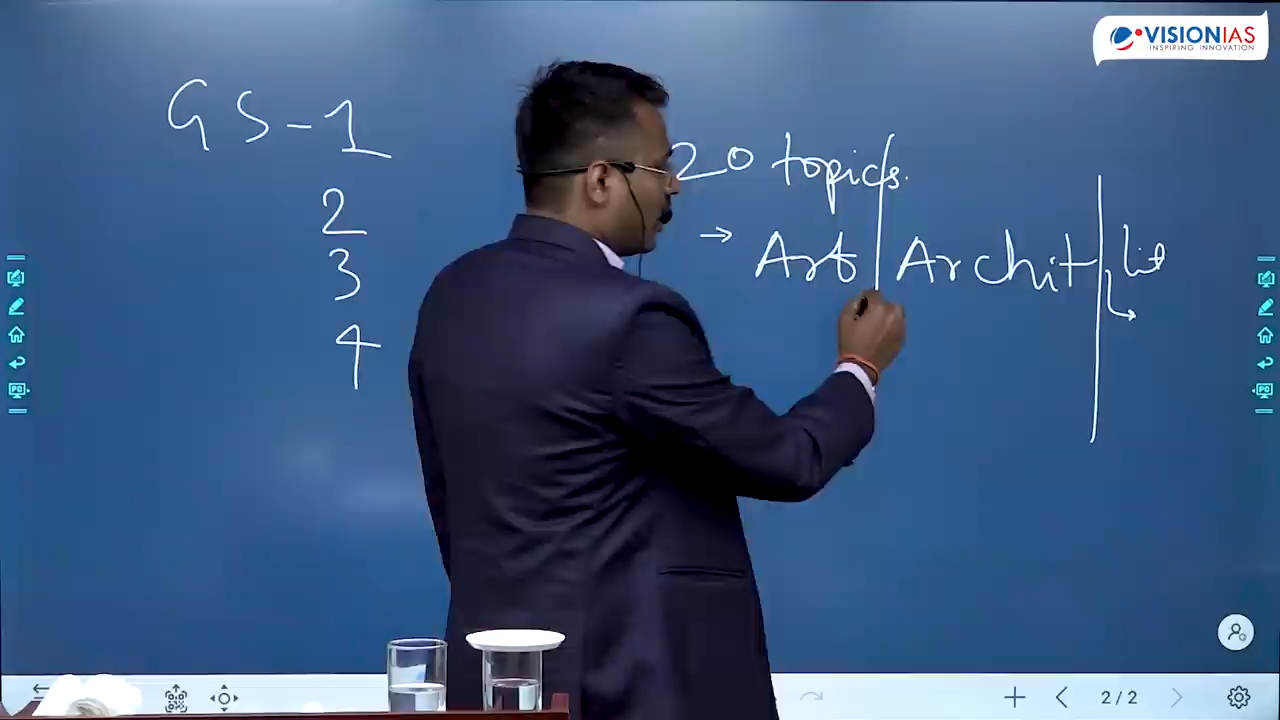 VISIONIAS
INSPIRING INNOVATION
GS-1
2
3
4
20 topics.
→ Art | Archit | lit
2/2